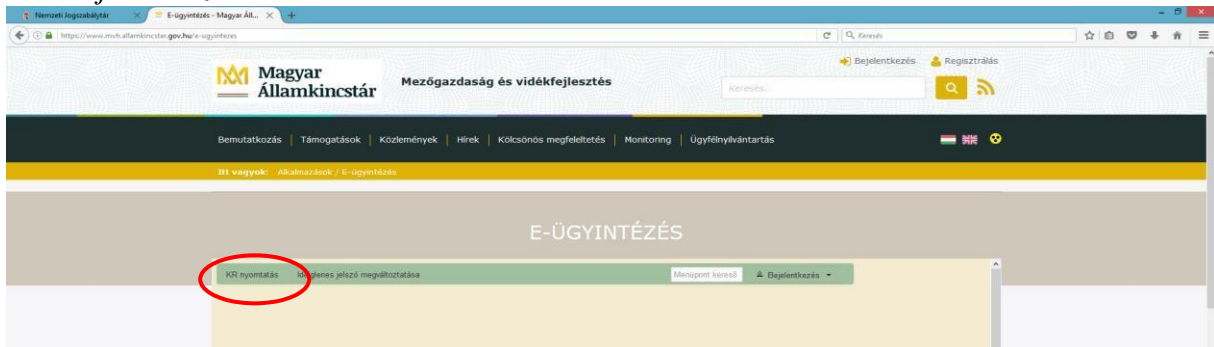 Nemzeti Jogszabálytár
E-ügyintézés - Magyar Áll...
https://www.mvh.allamkincstar.gov.hu/e-ugyintezes
Keresés
Bejelentkezés
Regisztrálás
Magyar
Államkincstár
Mezőgazdaság és vidékfejlesztés
Keresés...
Bemutatkozás | Támogatások | Közlemények | Hírek | Kölcsönös megfeleltetés | Monitoring | Ügyfélnyilvántartás
Itt vagyok: Alkalmazások / E-ügyintézés
E-ÜGYINTÉZÉS
KR nyomtatás
Ideiglenes jelszó megváltoztatása
Menüpont kereső
Bejelentkezés